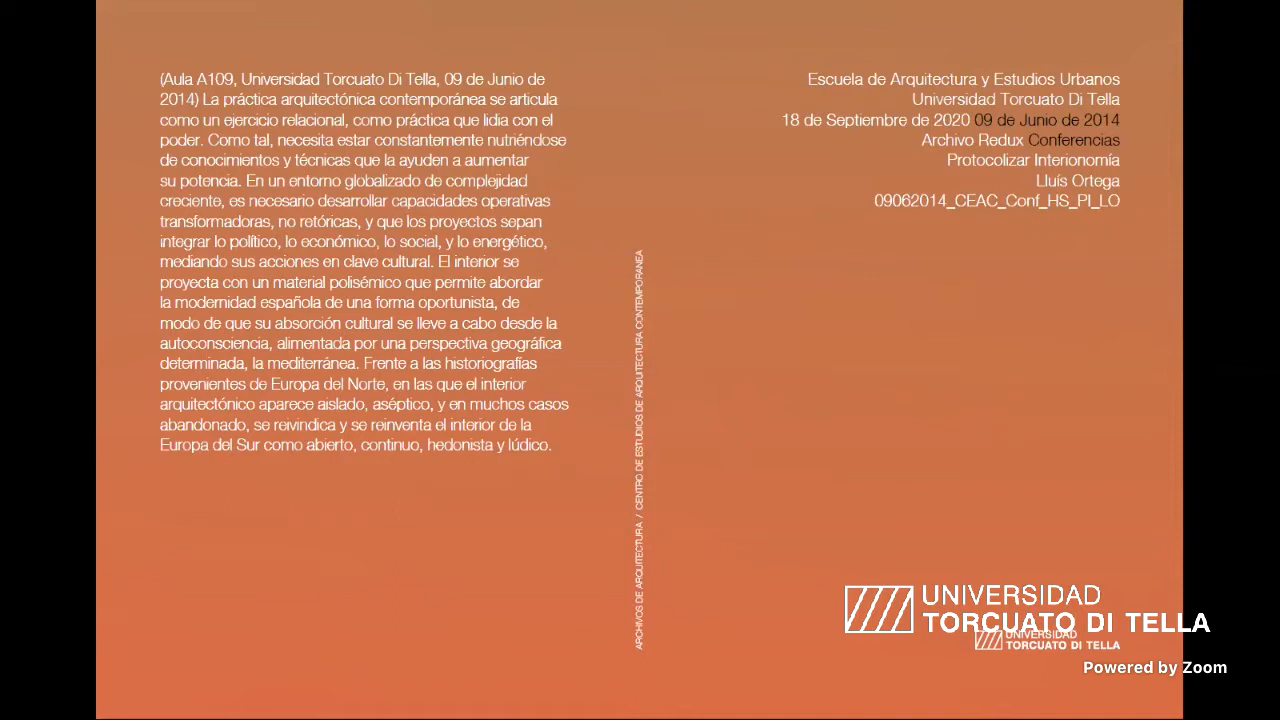 (Aula A109, Universidad Torcuato Di Tella, 09 de Junio de
2014) La práctica arquitectónica contemporánea se articula
como un ejercicio relacional, como práctica que lidia con el
poder. Como tal, necesita estar constantemente nutriéndose
de conocimientos y técnicas que la ayuden a aumentar
su potencia. En un entorno globalizado de complejidad
creciente, es necesario desarrollar capacidades operativas
transformadoras, no retóricas, y que los proyectos sepan
integrar lo político, lo económico, lo social, y lo energético,
mediando sus acciones en clave cultural. El interior se
proyecta con un material polisémico que permite abordar
la modernidad española de una forma oportunista, de
modo de que su absorción cultural se lleve a cabo desde la
autoconsciencia, alimentada por una perspectiva geográfica
determinada, la mediterránea. Frente a las historiografías
provenientes de Europa del Norte, en las que el interior
arquitectónico aparece aislado, aséptico, y en muchos casos
abandonado, se reivindica y se reinventa el interior de la
Europa del Sur como abierto, continuo, hedonista y lúdico.
ARCHIVOS DE ARQUITECTURA / CENTRO DE ESTUDIOS DE ARQUITECTURA CONTEMPORANEA
Escuela de Arquitectura y Estudios Urbanos
Universidad Torcuato Di Tella
18 de Septiembre de 2020 09 de Junio de 2014
Archivo Redux Conferencias
Protocolizar Interionomía
Lluís Ortega
09062014_CEAC_Conf_HS_PI_LO
UNIVERSIDAD
TORCUATO DI TELLA
UNIVERSIDAD
TORCUATO DI TELLA
Powered by Zoom